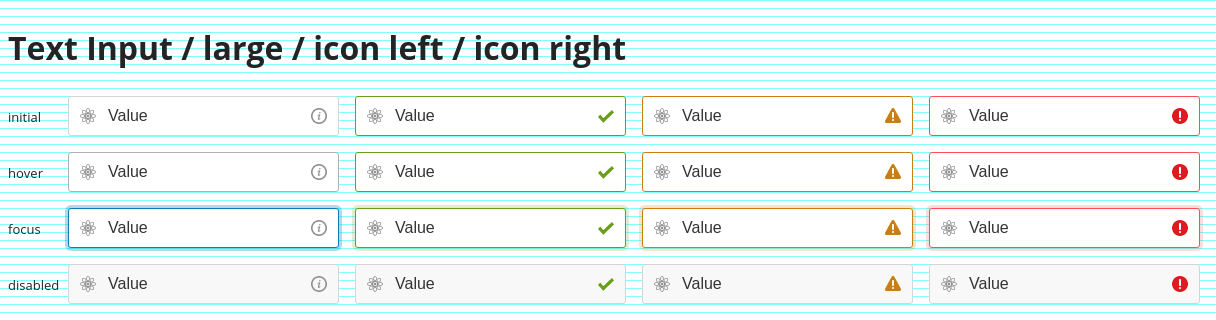 Text Input / large / icon left / icon right
initial Value Value Value Value
hover Value Value Value Value
focus Value Value Value Value
disabled Value Value Value Value